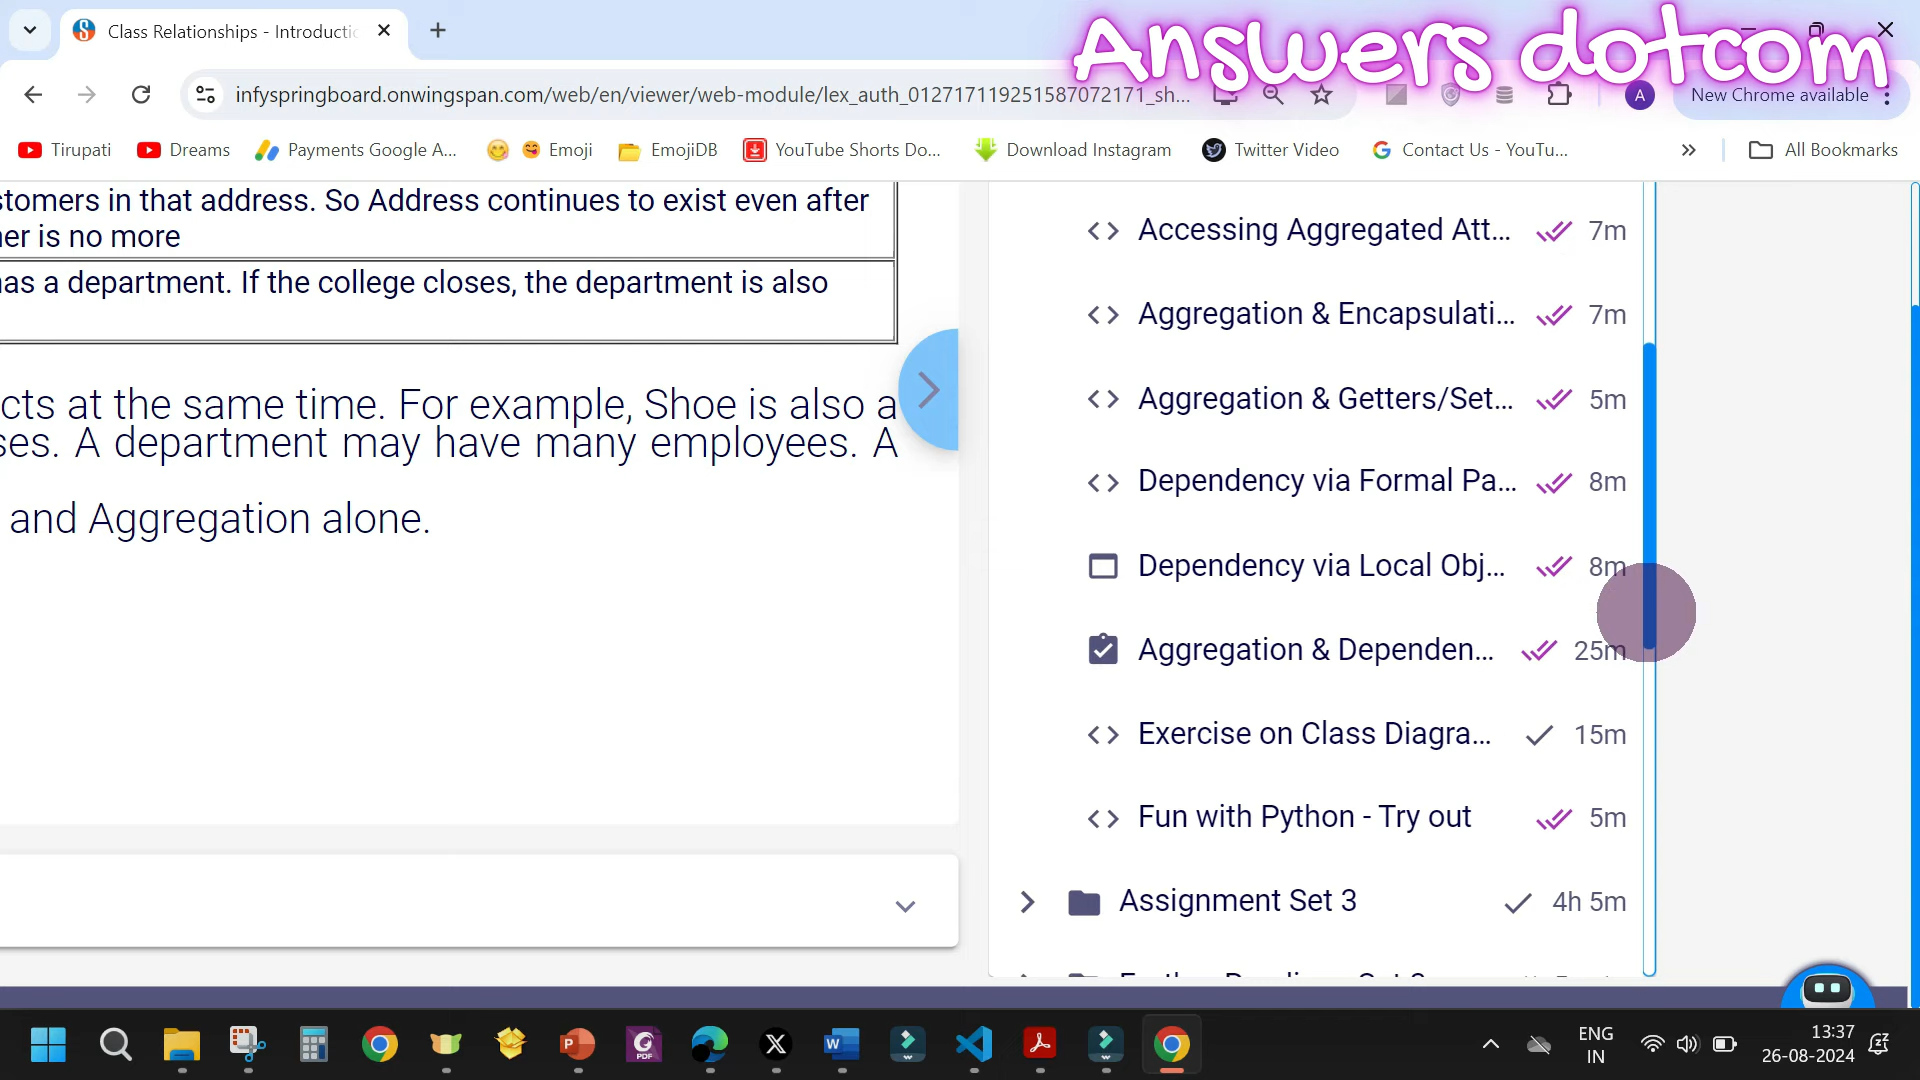 Class Relationships - Introductic
Answers dotcom
infyspringboard.onwingspan.com/web/en/viewer/web-module/lex_auth_012717119251587072171_sh...
A
New Chrome available
Tirupati
Dreams
Payments Google A...
Emoji
EmojiDB
YouTube Shorts Do...
Download Instagram
Twitter Video
Contact Us - YouTu...
All Bookmarks
stomers in that address. So Address continues to exist even after
ner is no more
has a department. If the college closes, the department is also
cts at the same time. For example, Shoe is also a
ses. A department may have many employees. A
and Aggregation alone.
Accessing Aggregated Att... 7m
Aggregation & Encapsulati... 7m
Aggregation & Getters/Set... 5m
Dependency via Formal Pa... 8m
Dependency via Local Obj... 8m
Aggregation & Dependen... 25m
Exercise on Class Diagra... 15m
Fun with Python - Try out 5m
Assignment Set 3 4h 5m
ENG
IN
13:37
26-08-2024